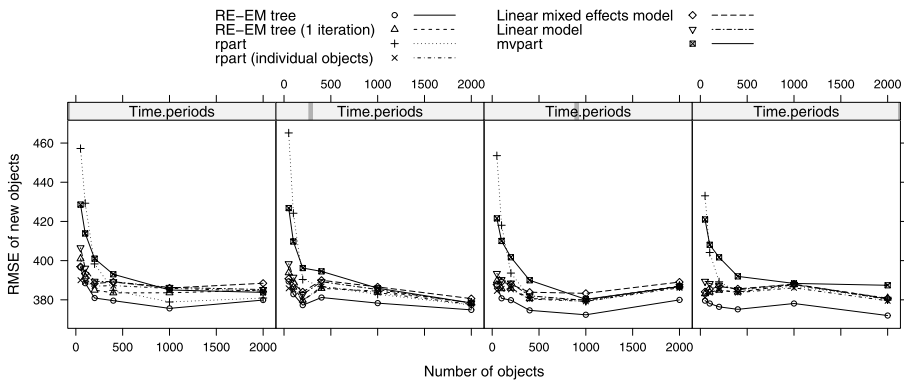 RE−EM tree
RE−EM tree (1 iteration)
rpart
rpart (individual objects)
Linear mixed effects model
Linear model
mvpart
0 500 1000 1500 2000 0 500 1000 1500 2000
Time.periods Time.periods Time.periods Time.periods
460
440
420
400
380
RMSE of new objects
0 500 1000 1500 2000 0 500 1000 1500 2000
Number of objects